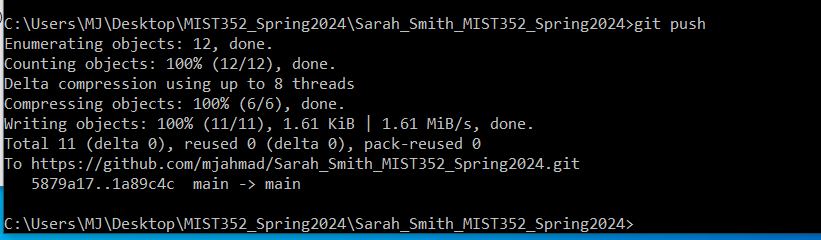 C:\Users\MJ\Desktop\MIST352_Spring2024\Sarah_Smith_MIST352_Spring2024>git push
Enumerating objects: 12, done.
Counting objects: 100% (12/12), done.
Delta compression using up to 8 threads
Compressing objects: 100% (6/6), done.
Writing objects: 100% (11/11), 1.61 KiB | 1.61 MiB/s, done.
Total 11 (delta 0), reused 0 (delta 0), pack-reused 0
To https://github.com/mjahmad/Sarah_Smith_MIST352_Spring2024.git
   5879a17..1a89c4c  main -> main
C:\Users\MJ\Desktop\MIST352_Spring2024\Sarah_Smith_MIST352_Spring2024>